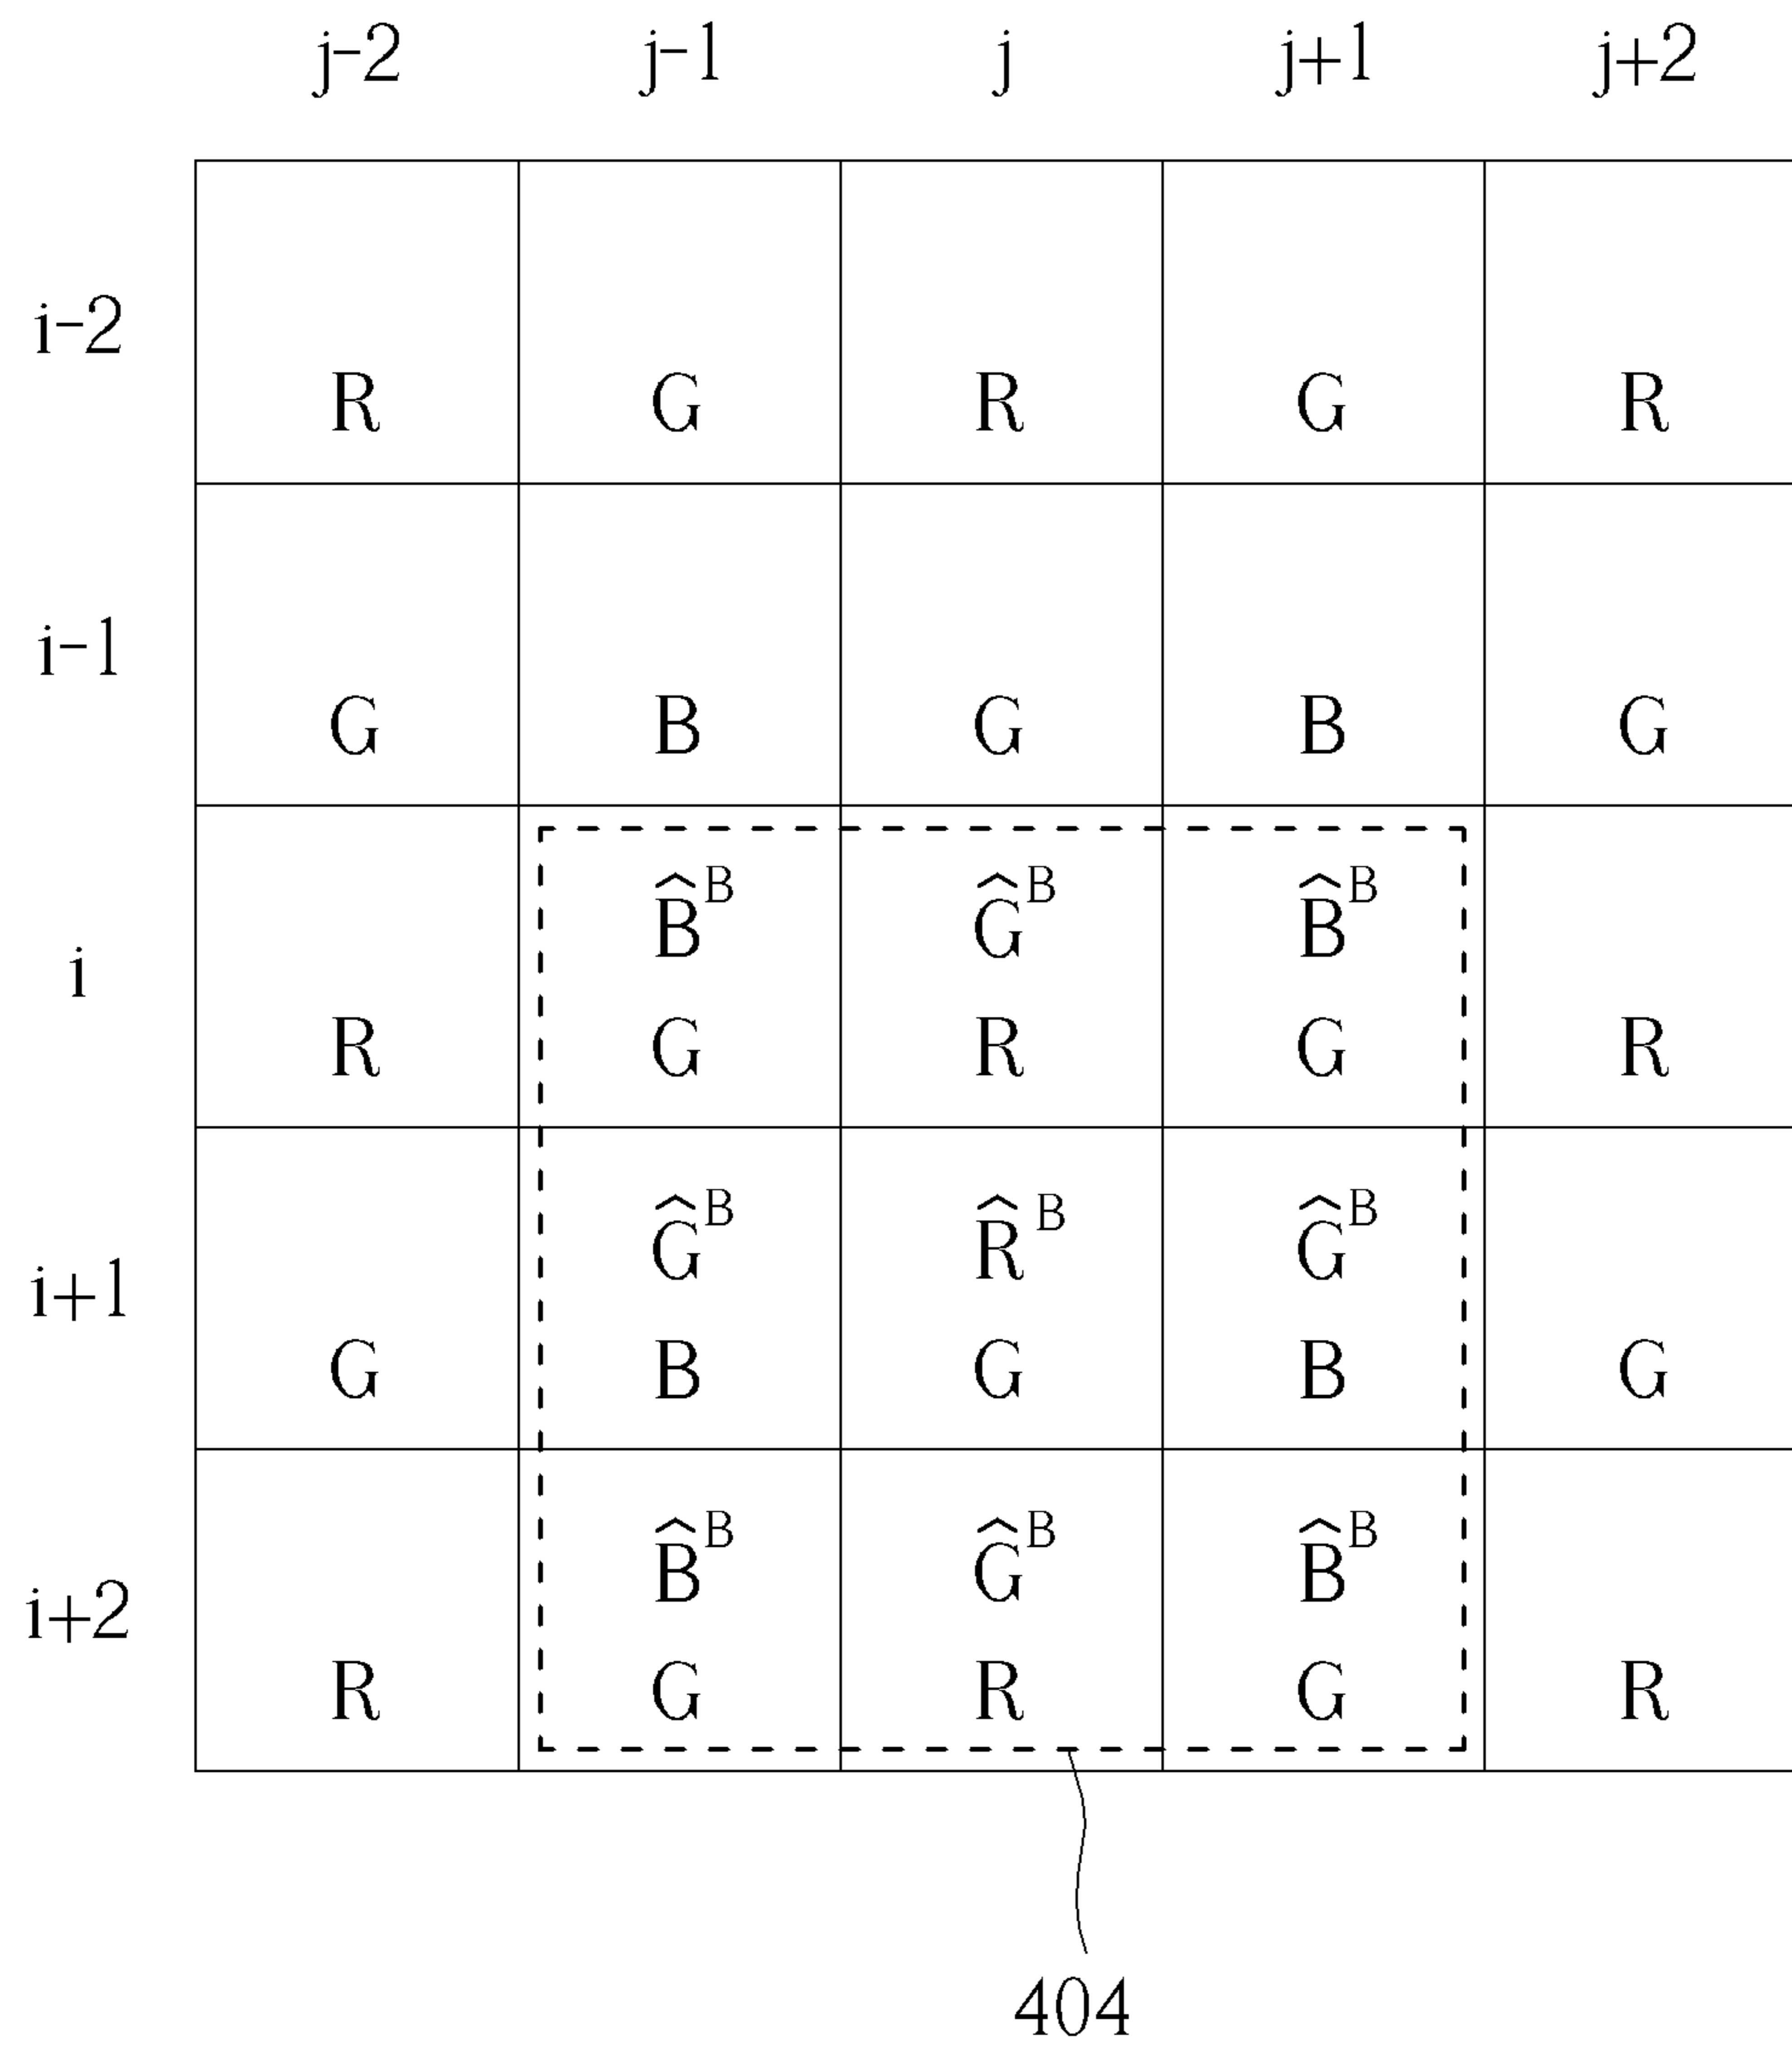 j-2 j-1 j j+1 j+2
i-2
R G R G R
i-1
G B G B G
B̂ᴮ Ĝᴮ B̂ᴮ
i
R G R G R
Ĝᴮ R̂ᴮ Ĝᴮ
i+1
G B G B G
B̂ᴮ Ĝᴮ B̂ᴮ
i+2
R G R G R
404